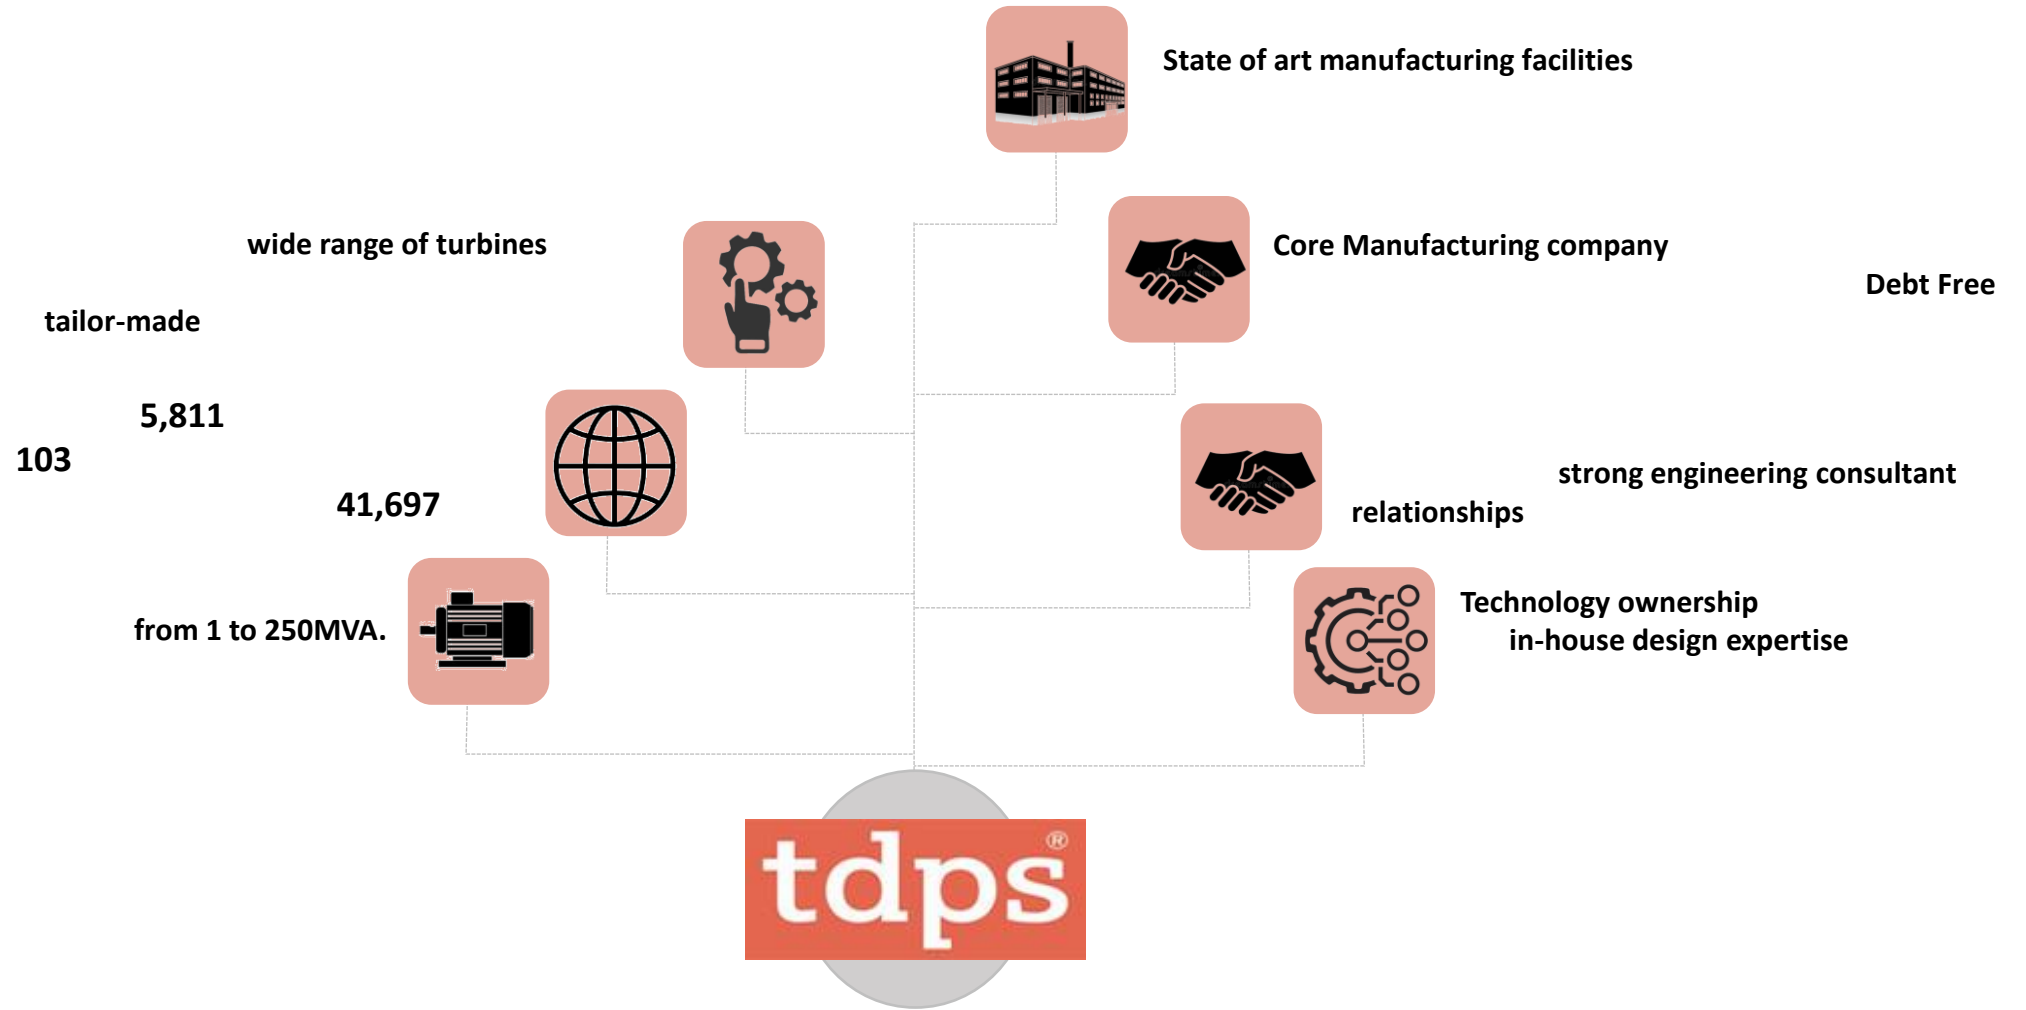 State of art manufacturing facilities
wide range of turbines
Core Manufacturing company
Debt Free
tailor-made
5,811
103
41,697
strong engineering consultant
relationships
from 1 to 250MVA.
Technology ownership
in-house design expertise
tdps®